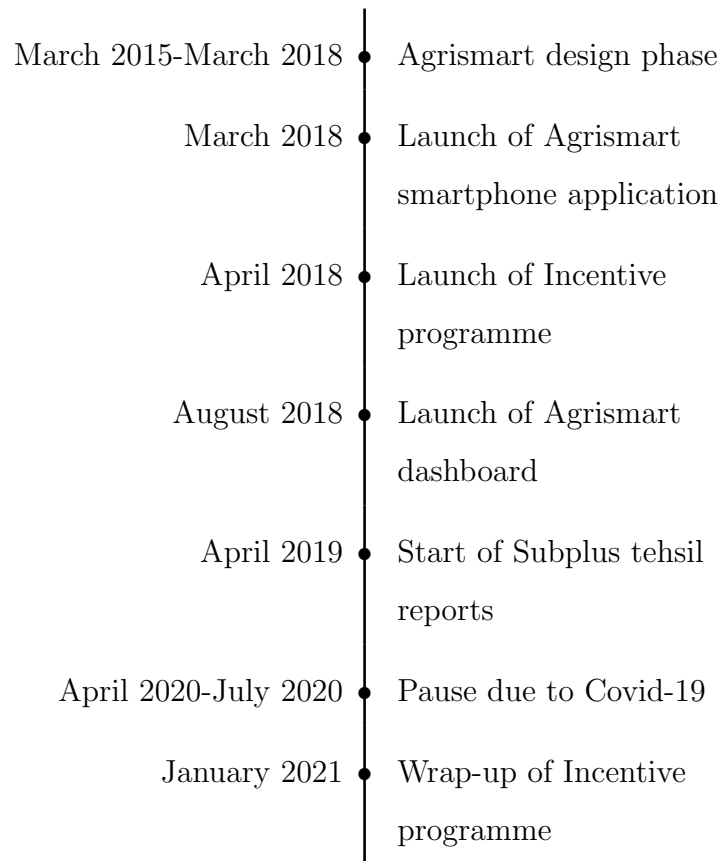 March 2015-March 2018 Agrismart design phase
March 2018 Launch of Agrismart
smartphone application
April 2018 Launch of Incentive
programme
August 2018 Launch of Agrismart
dashboard
April 2019 Start of Subplus tehsil
reports
April 2020-July 2020 Pause due to Covid-19
January 2021 Wrap-up of Incentive
programme